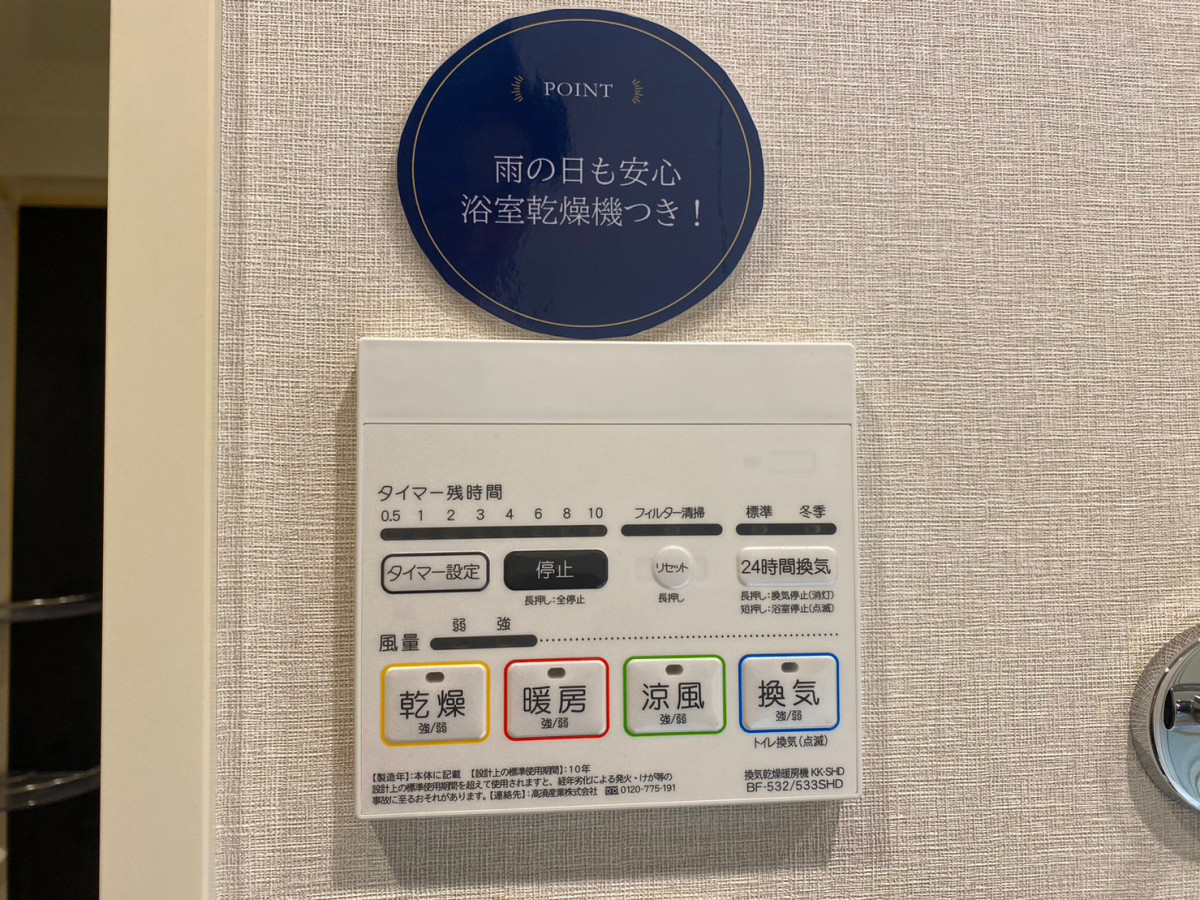 POINT
雨の日も安心
浴室乾燥機つき！
タイマー残時間
0.5 1 2 3 4 6 8 10
フィルター清掃
標準 冬季
タイマー設定
停止
リセット
24時間換気
長押し:全停止
長押し
長押し:換気停止(消灯)
短押し:浴室停止(点滅)
風量 弱 強
乾燥 暖房 涼風 換気
強/弱 強/弱 強/弱 強/弱
トイレ換気(点滅)
【製造年】:本体に記載 【設計上の標準使用期間】:10年
設計上の標準使用期間を超えて使用されますと、経年劣化による発火・けが等の
事故に至るおそれがあります。【連絡先】:高須産業株式会社 0120-775-191
換気乾燥暖房機 KK-SHD
BF-532/533SHD